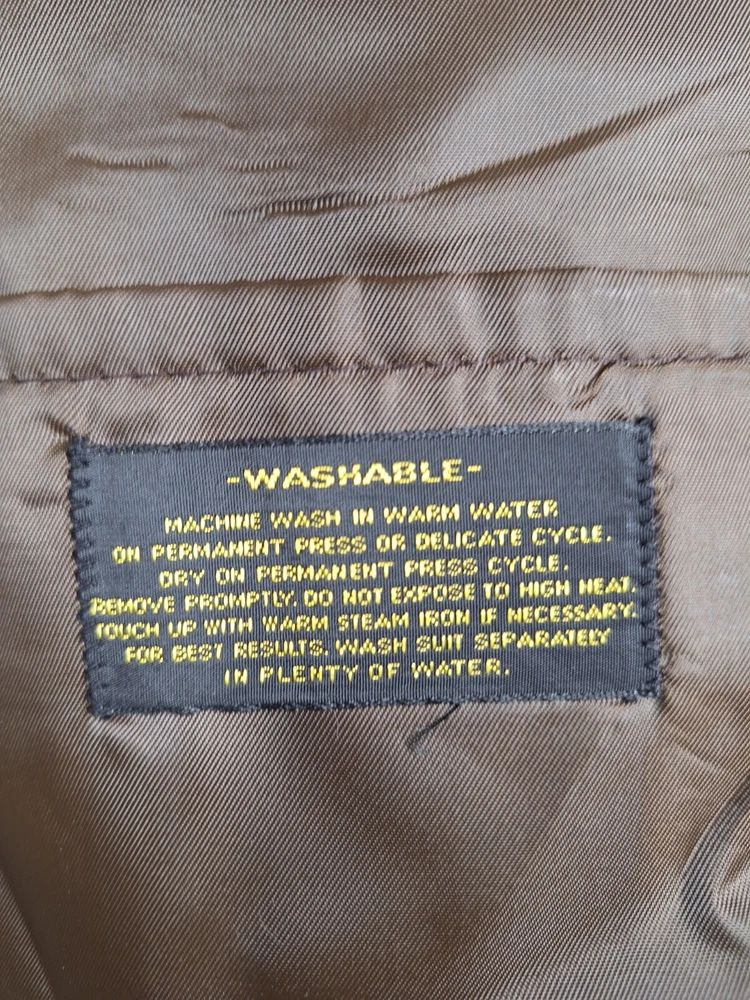 -WASHABLE-
MACHINE WASH IN WARM WATER
ON PERMANENT PRESS OR DELICATE CYCLE.
DRY ON PERMANENT PRESS CYCLE.
REMOVE PROMPTLY. DO NOT EXPOSE TO HIGH HEAT.
TOUCH UP WITH WARM STEAM IRON IF NECESSARY.
FOR BEST RESULTS. WASH SUIT SEPARATELY
IN PLENTY OF WATER.